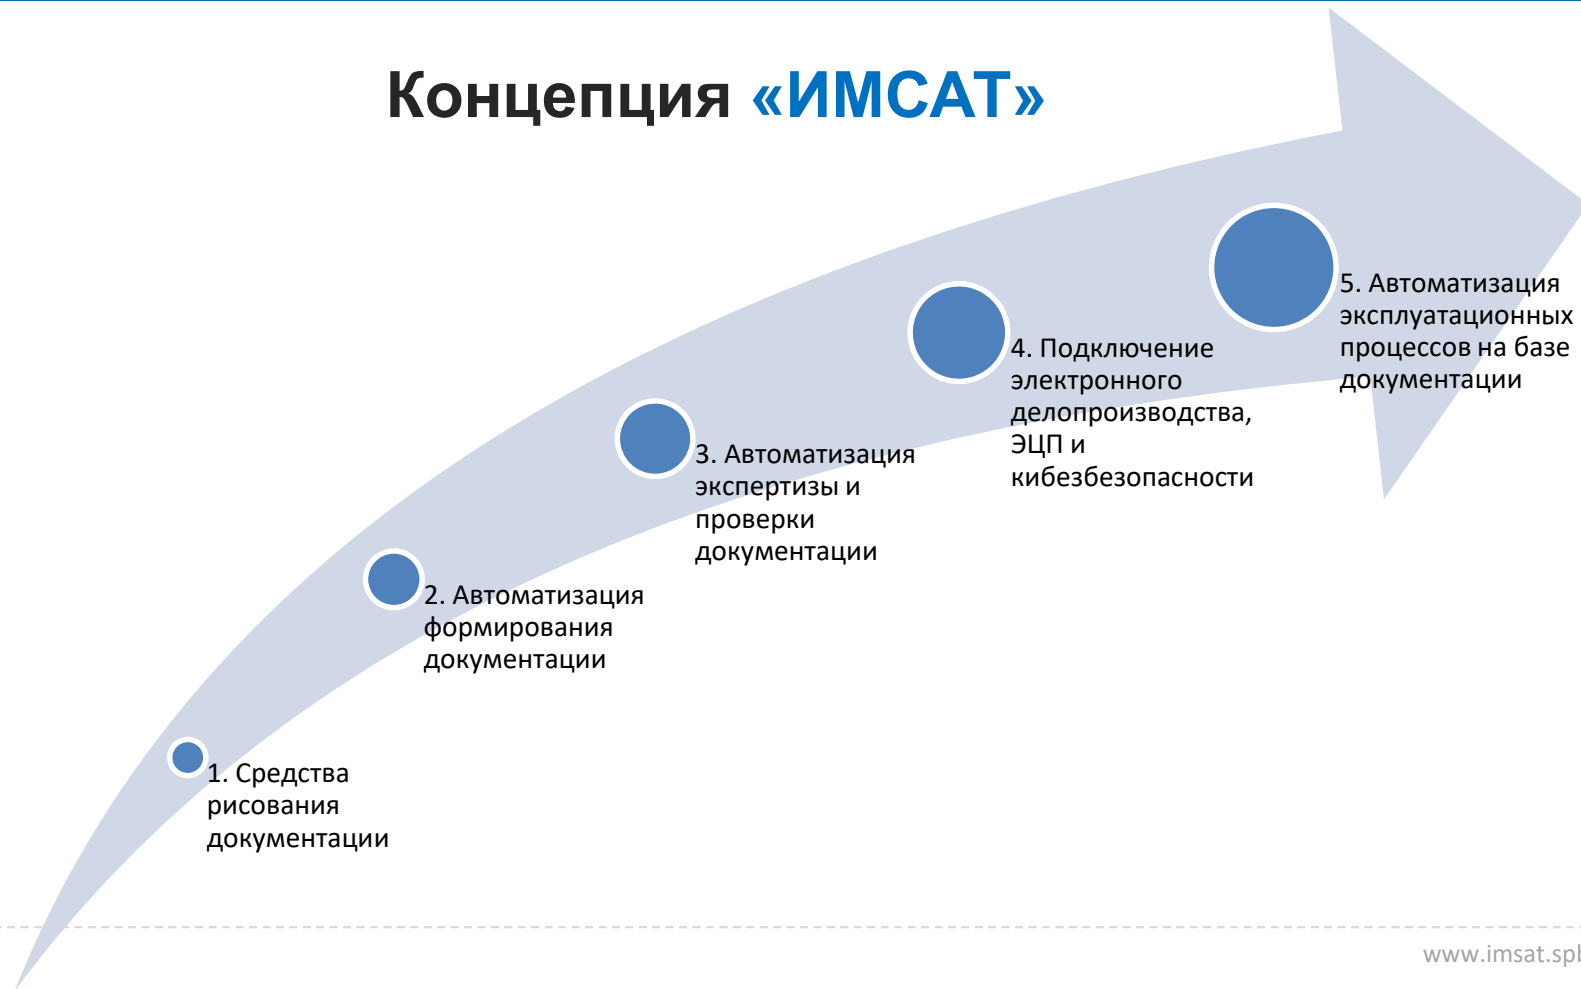 Концепция «ИМСАТ»
1. Средства
рисования
документации
2. Автоматизация
формирования
документации
3. Автоматизация
экспертизы и
проверки
документации
4. Подключение
электронного
делопроизводства,
ЭЦП и
кибезбезопасности
5. Автоматизация
эксплуатационных
процессов на базе
документации
www.imsat.spb